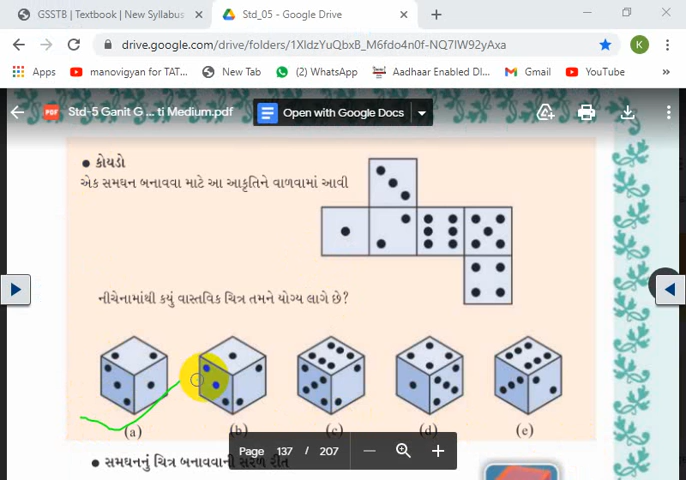 GSSTB | Textbook | New Syllabus
Std_05 - Google Drive
drive.google.com/drive/folders/1XIdzYuQbxB_M6fdo4n0f-NQ7IW92yAxa
K
Apps manovigyan for TAT... New Tab (2) WhatsApp Aadhaar Enabled DI... Gmail YouTube »
PDF Std-5 Ganit G ... ti Medium.pdf Open with Google Docs
• કોયડો
એક સમઘન બનાવવા માટે આ આકૃતિને વાળવામાં આવી
નીચેનામાંથી કયું વાસ્તવિક ચિત્ર તમને યોગ્ય લાગે છે?
(a) (b) (c) (d) (e)
Page 137 / 207
• સમઘનનું ચિત્ર બનાવવાની સરળ રીત